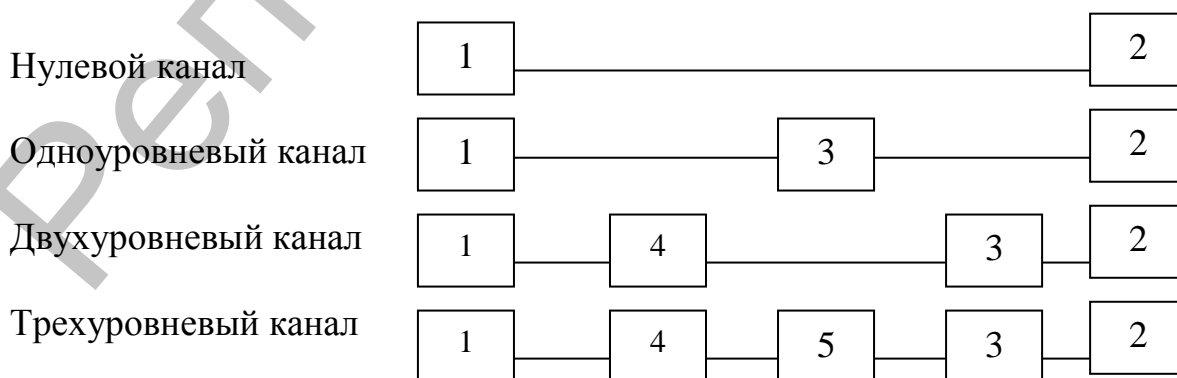 Нулевой канал 1 2
Одноуровневый канал 1 3 2
Двухуровневый канал 1 4 3 2
Трехуровневый канал 1 4 5 3 2
Реп